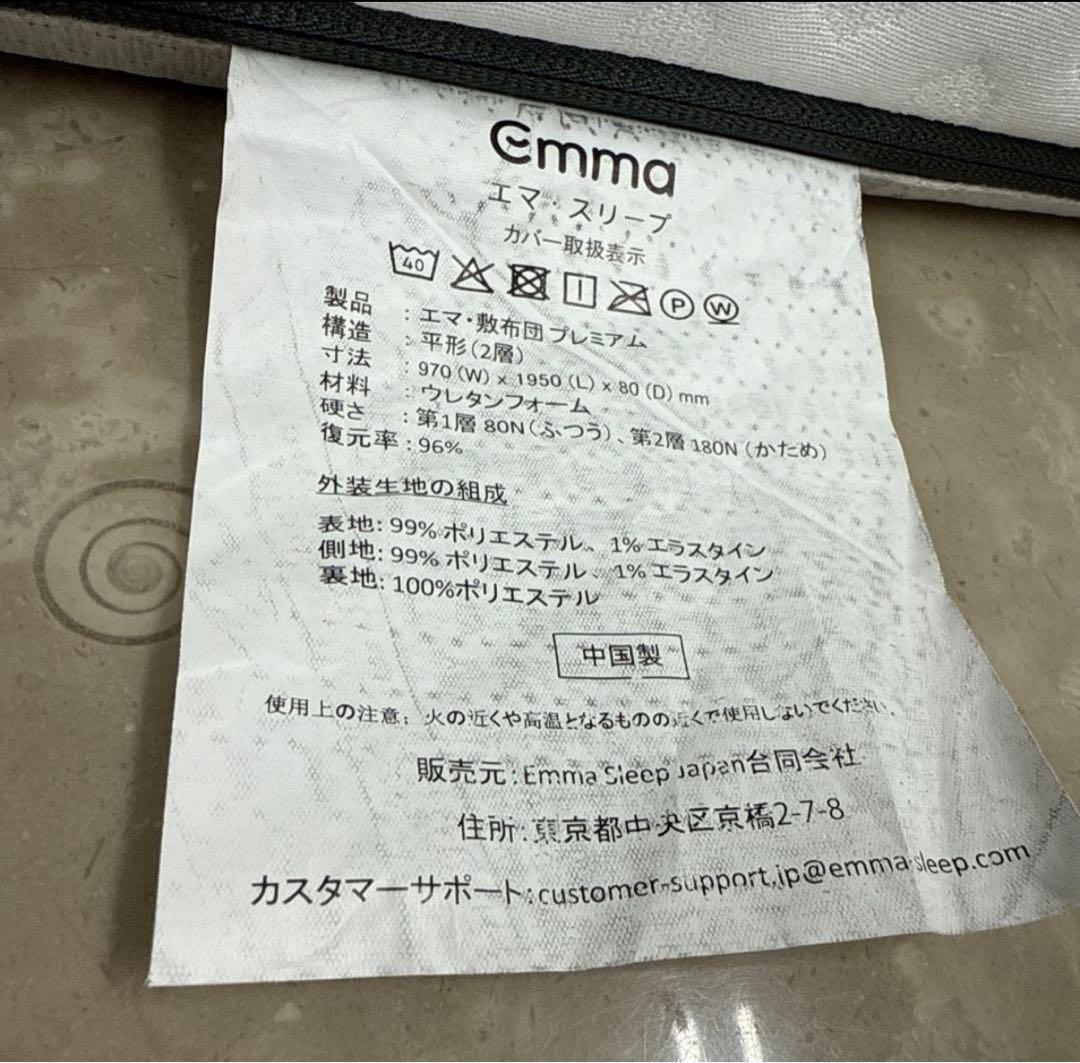 emma
エマ・スリープ
カバー取扱表示
40 P W
製品 : エマ・敷布団 プレミアム
構造 : 平形(2層)
寸法 : 970 (W) x 1950 (L) x 80 (D) mm
材料 : ウレタンフォーム
硬さ : 第1層 80N(ふつう)、第2層 180N(かため)
復元率 : 96%
外装生地の組成
表地: 99% ポリエステル、1% エラスタイン
側地: 99% ポリエステル、1% エラスタイン
裏地: 100%ポリエステル
中国製
使用上の注意: 火の近くや高温となるものの近くで使用しないでください。
販売元: Emma Sleep Japan合同会社
住所: 東京都中央区京橋2-7-8
カスタマーサポート: customer-support.jp@emma-sleep.com